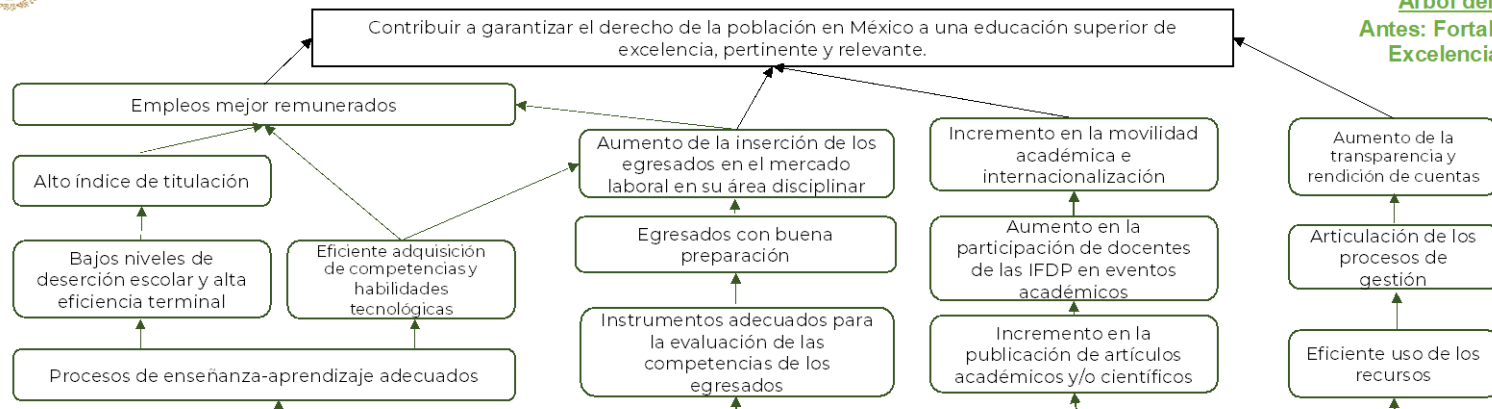 Árbol del
Antes: Fortal
Excelencia
Contribuir a garantizar el derecho de la población en México a una educación superior de
excelencia, pertinente y relevante.
Empleos mejor remunerados
Alto índice de titulación
Bajos niveles de
deserción escolar y alta
eficiencia terminal
Eficiente adquisición
de competencias y
habilidades
tecnológicas
Procesos de enseñanza-aprendizaje adecuados
Aumento de la inserción de los
egresados en el mercado
laboral en su área disciplinar
Egresados con buena
preparación
Instrumentos adecuados para
la evaluación de las
competencias de los
egresados
Incremento en la movilidad
académica e
internacionalización
Aumento en la
participación de docentes
de las IFDP en eventos
académicos
Incremento en la
publicación de artículos
académicos y/o científicos
Aumento de la
transparencia y
rendición de cuentas
Articulación de los
procesos de
gestión
Eficiente uso de los
recursos